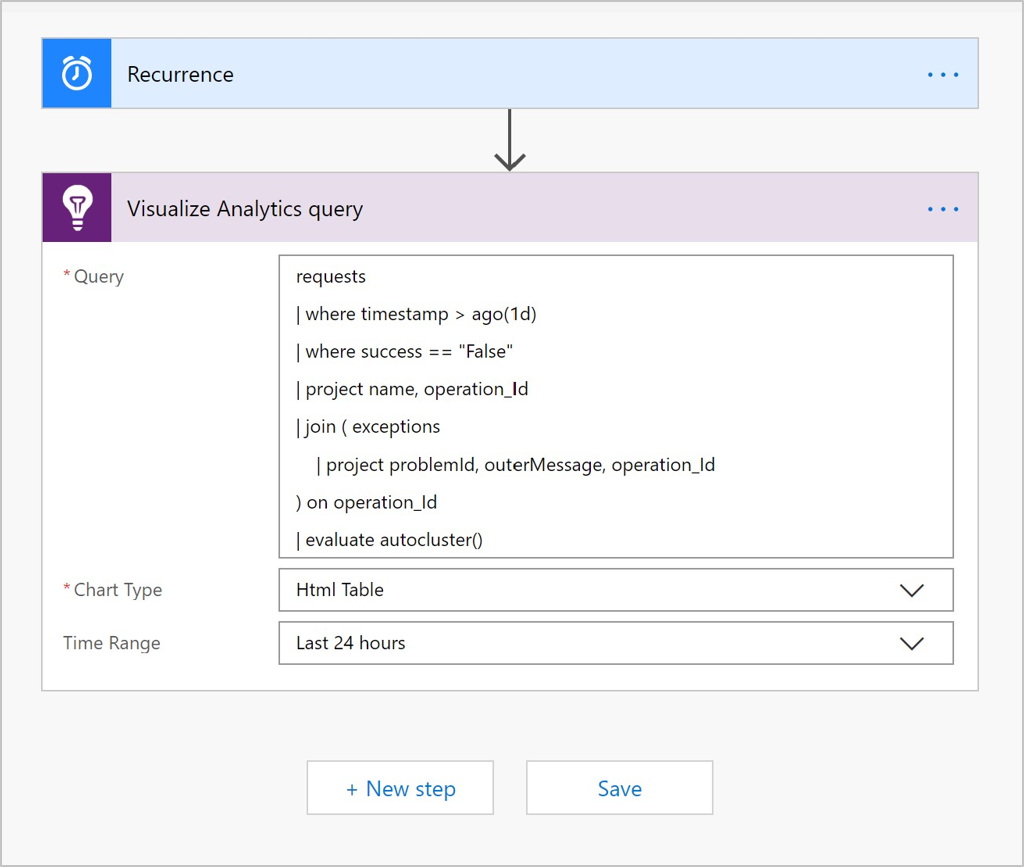 Recurrence
Visualize Analytics query
* Query
requests
| where timestamp > ago(1d)
| where success == "False"
| project name, operation_Id
| join ( exceptions
| project problemId, outerMessage, operation_Id
) on operation_Id
| evaluate autocluster()
* Chart Type
Html Table
Time Range
Last 24 hours
+ New step
Save